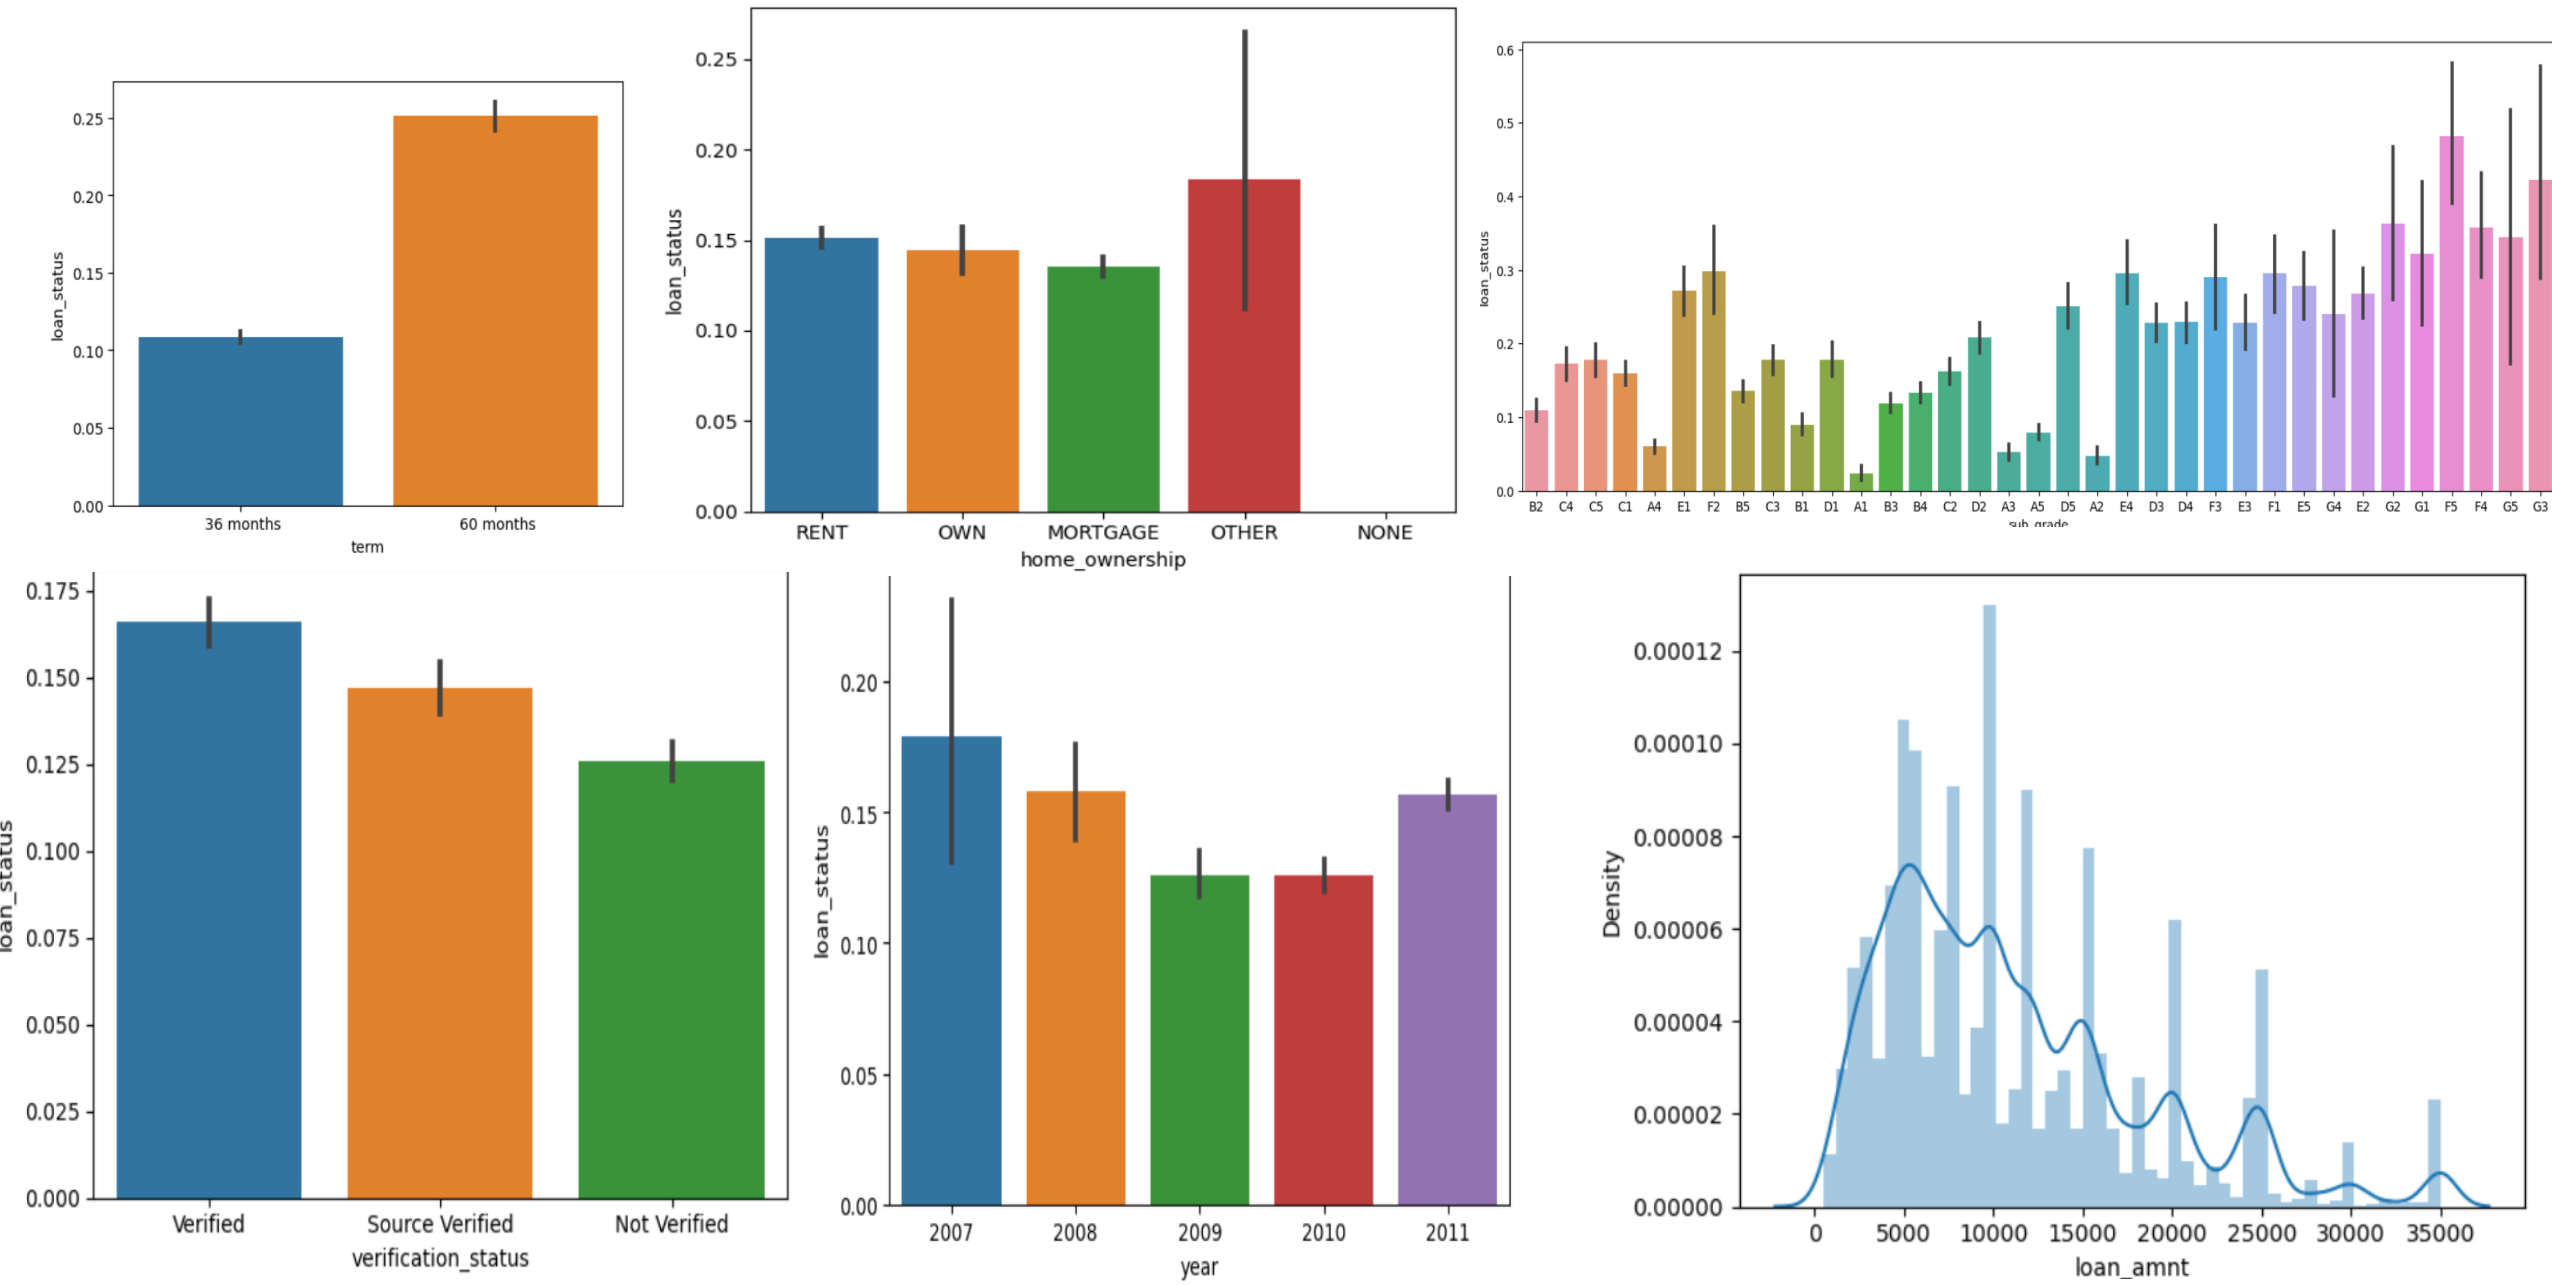 loan_status
0.25
0.20
0.15
0.10
0.05
0.00
36 months 60 months
term
loan_status
0.25
0.20
0.15
0.10
0.05
0.00
RENT OWN MORTGAGE OTHER NONE
home_ownership
loan_status
0.6
0.5
0.4
0.3
0.2
0.1
0.0
B2 C4 C5 C1 A4 E1 F2 B5 C3 B1 D1 A1 B3 B4 C2 D2 A3 A5 D5 A2 E4 D3 D4 F3 E3 F1 E5 G4 E2 G2 G1 F5 F4 G5 G3
sub_grade
loan_status
0.175
0.150
0.125
0.100
0.075
0.050
0.025
0.000
Verified Source Verified Not Verified
verification_status
loan_status
0.20
0.15
0.10
0.05
0.00
2007 2008 2009 2010 2011
year
Density
0.00012
0.00010
0.00008
0.00006
0.00004
0.00002
0.00000
0 5000 10000 15000 20000 25000 30000 35000
loan_amnt